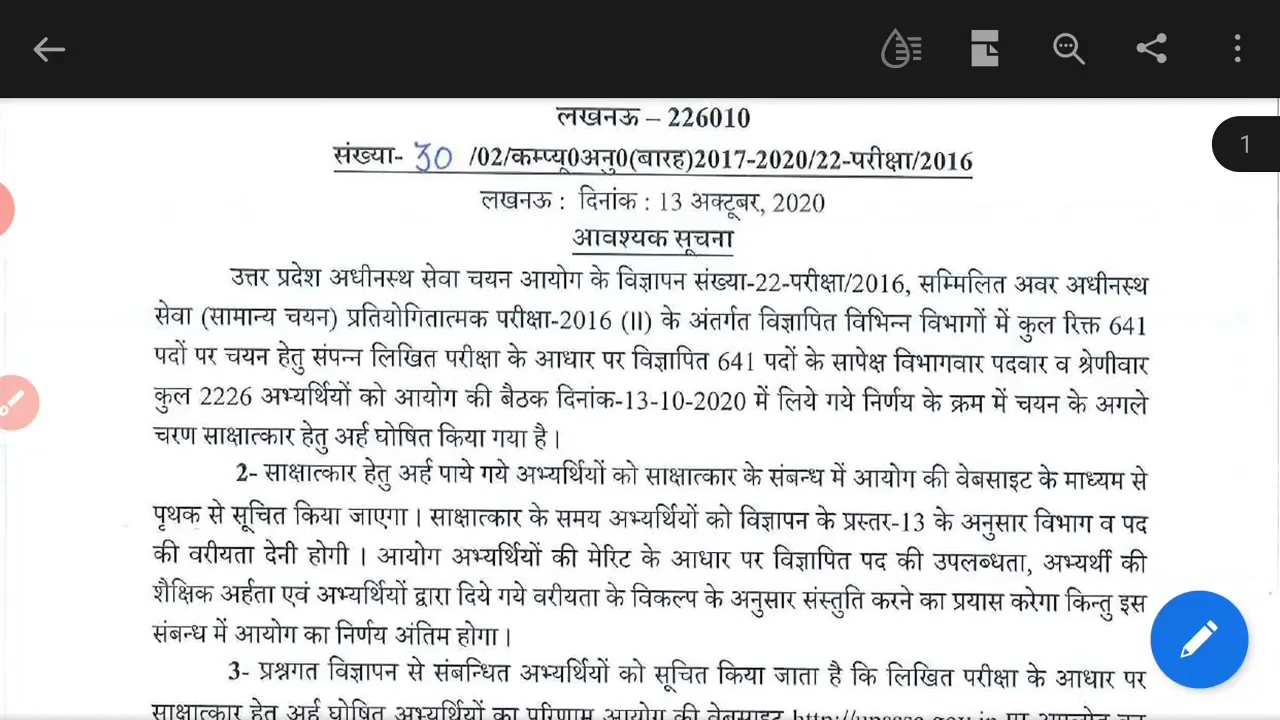 लखनऊ – 226010
1
संख्या- 30 /02/कम्प्यू0अनु0(बारह)2017-2020/22-परीक्षा/2016
लखनऊ : दिनांक : 13 अक्टूबर, 2020
आवश्यक सूचना
उत्तर प्रदेश अधीनस्थ सेवा चयन आयोग के विज्ञापन संख्या-22-परीक्षा/2016, सम्मिलित अवर अधीनस्थ
सेवा (सामान्य चयन) प्रतियोगितात्मक परीक्षा-2016 (II) के अंतर्गत विज्ञापित विभिन्न विभागों में कुल रिक्त 641
पदों पर चयन हेतु संपन्न लिखित परीक्षा के आधार पर विज्ञापित 641 पदों के सापेक्ष विभागवार पदवार व श्रेणीवार
कुल 2226 अभ्यर्थियों को आयोग की बैठक दिनांक-13-10-2020 में लिये गये निर्णय के क्रम में चयन के अगले
चरण साक्षात्कार हेतु अर्ह घोषित किया गया है।
2- साक्षात्कार हेतु अर्ह पाये गये अभ्यर्थियों को साक्षात्कार के संबन्ध में आयोग की वेबसाइट के माध्यम से
पृथक से सूचित किया जाएगा। साक्षात्कार के समय अभ्यर्थियों को विज्ञापन के प्रस्तर-13 के अनुसार विभाग व पद
की वरीयता देनी होगी । आयोग अभ्यर्थियों की मेरिट के आधार पर विज्ञापित पद की उपलब्धता, अभ्यर्थी की
शैक्षिक अर्हता एवं अभ्यर्थियों द्वारा दिये गये वरीयता के विकल्प के अनुसार संस्तुति करने का प्रयास करेगा किन्तु इस
संबन्ध में आयोग का निर्णय अंतिम होगा।
3- प्रश्नगत विज्ञापन से संबन्धित अभ्यर्थियों को सूचित किया जाता है कि लिखित परीक्षा के आधार पर
साक्षात्कार हेतु अर्ह घोषित अभ्यर्थियों का परिणाम आयोग की वेबसाइट